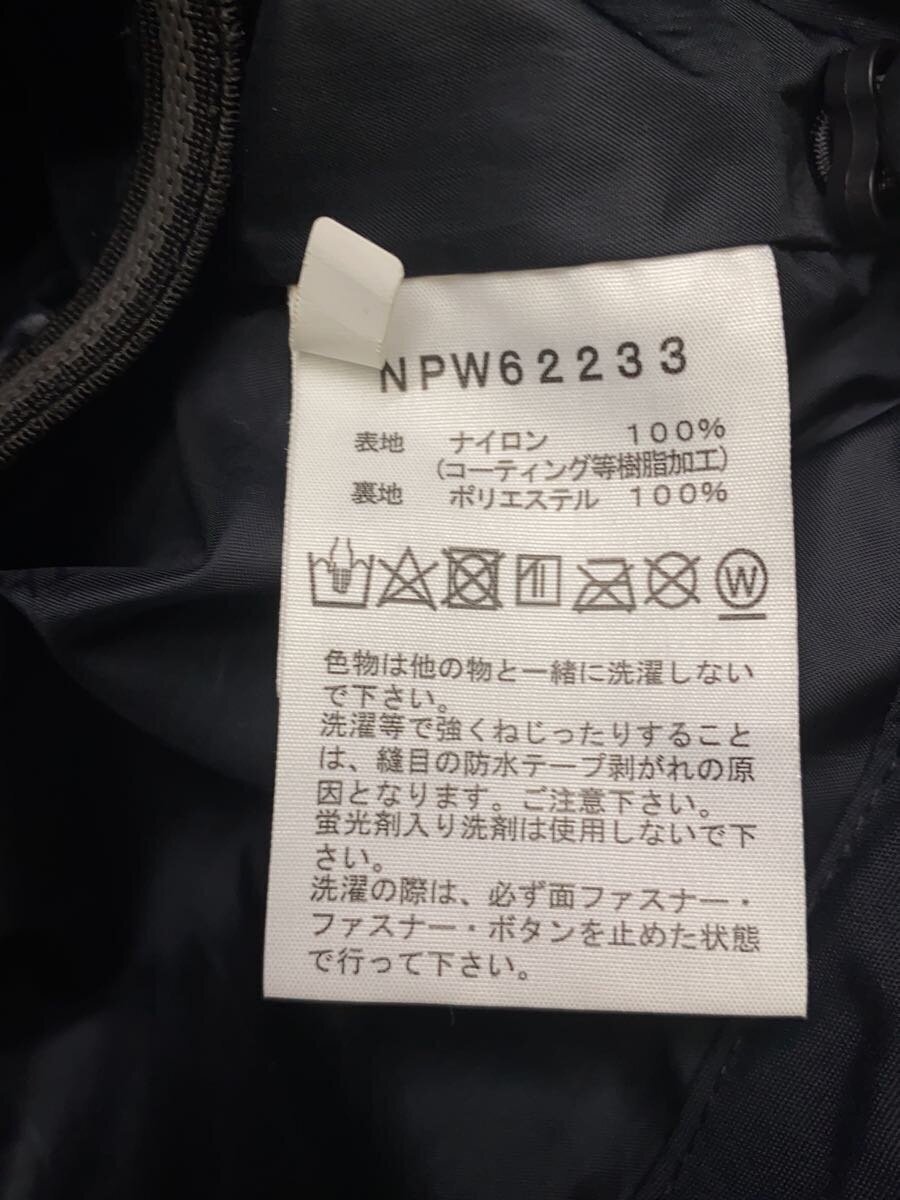 NPW62233
表地 ナイロン 100%
(コーティング等樹脂加工)
裏地 ポリエステル 100%
W
色物は他の物と一緒に洗濯しない
で下さい。
洗濯等で強くねじったりすること
は、縫目の防水テープ剥がれの原
因となります。ご注意下さい。
蛍光剤入り洗剤は使用しないで下
さい。
洗濯の際は、必ず面ファスナー・
ファスナー・ボタンを止めた状態
で行って下さい。